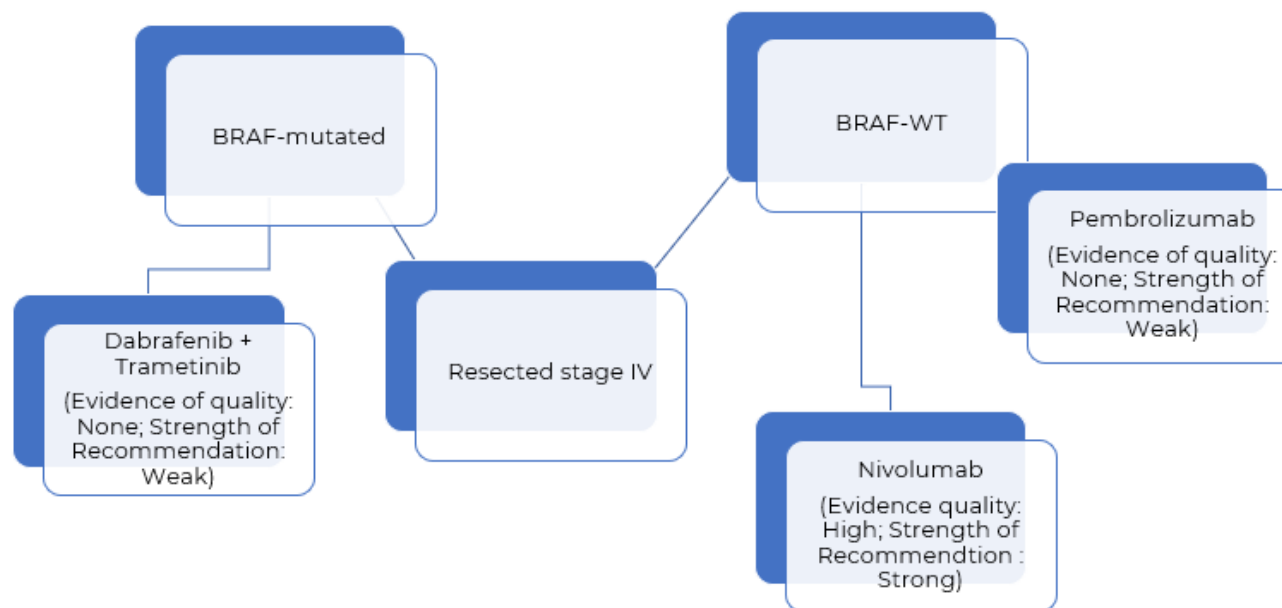 BRAF-mutated
BRAF-WT
Pembrolizumab
(Evidence of quality:
None; Strength of
Recommendation:
Weak)
Dabrafenib +
Trametinib
(Evidence of quality:
None; Strength of
Recommendation:
Weak)
Resected stage IV
Nivolumab
(Evidence quality:
High; Strength of
Recommendtion :
Strong)